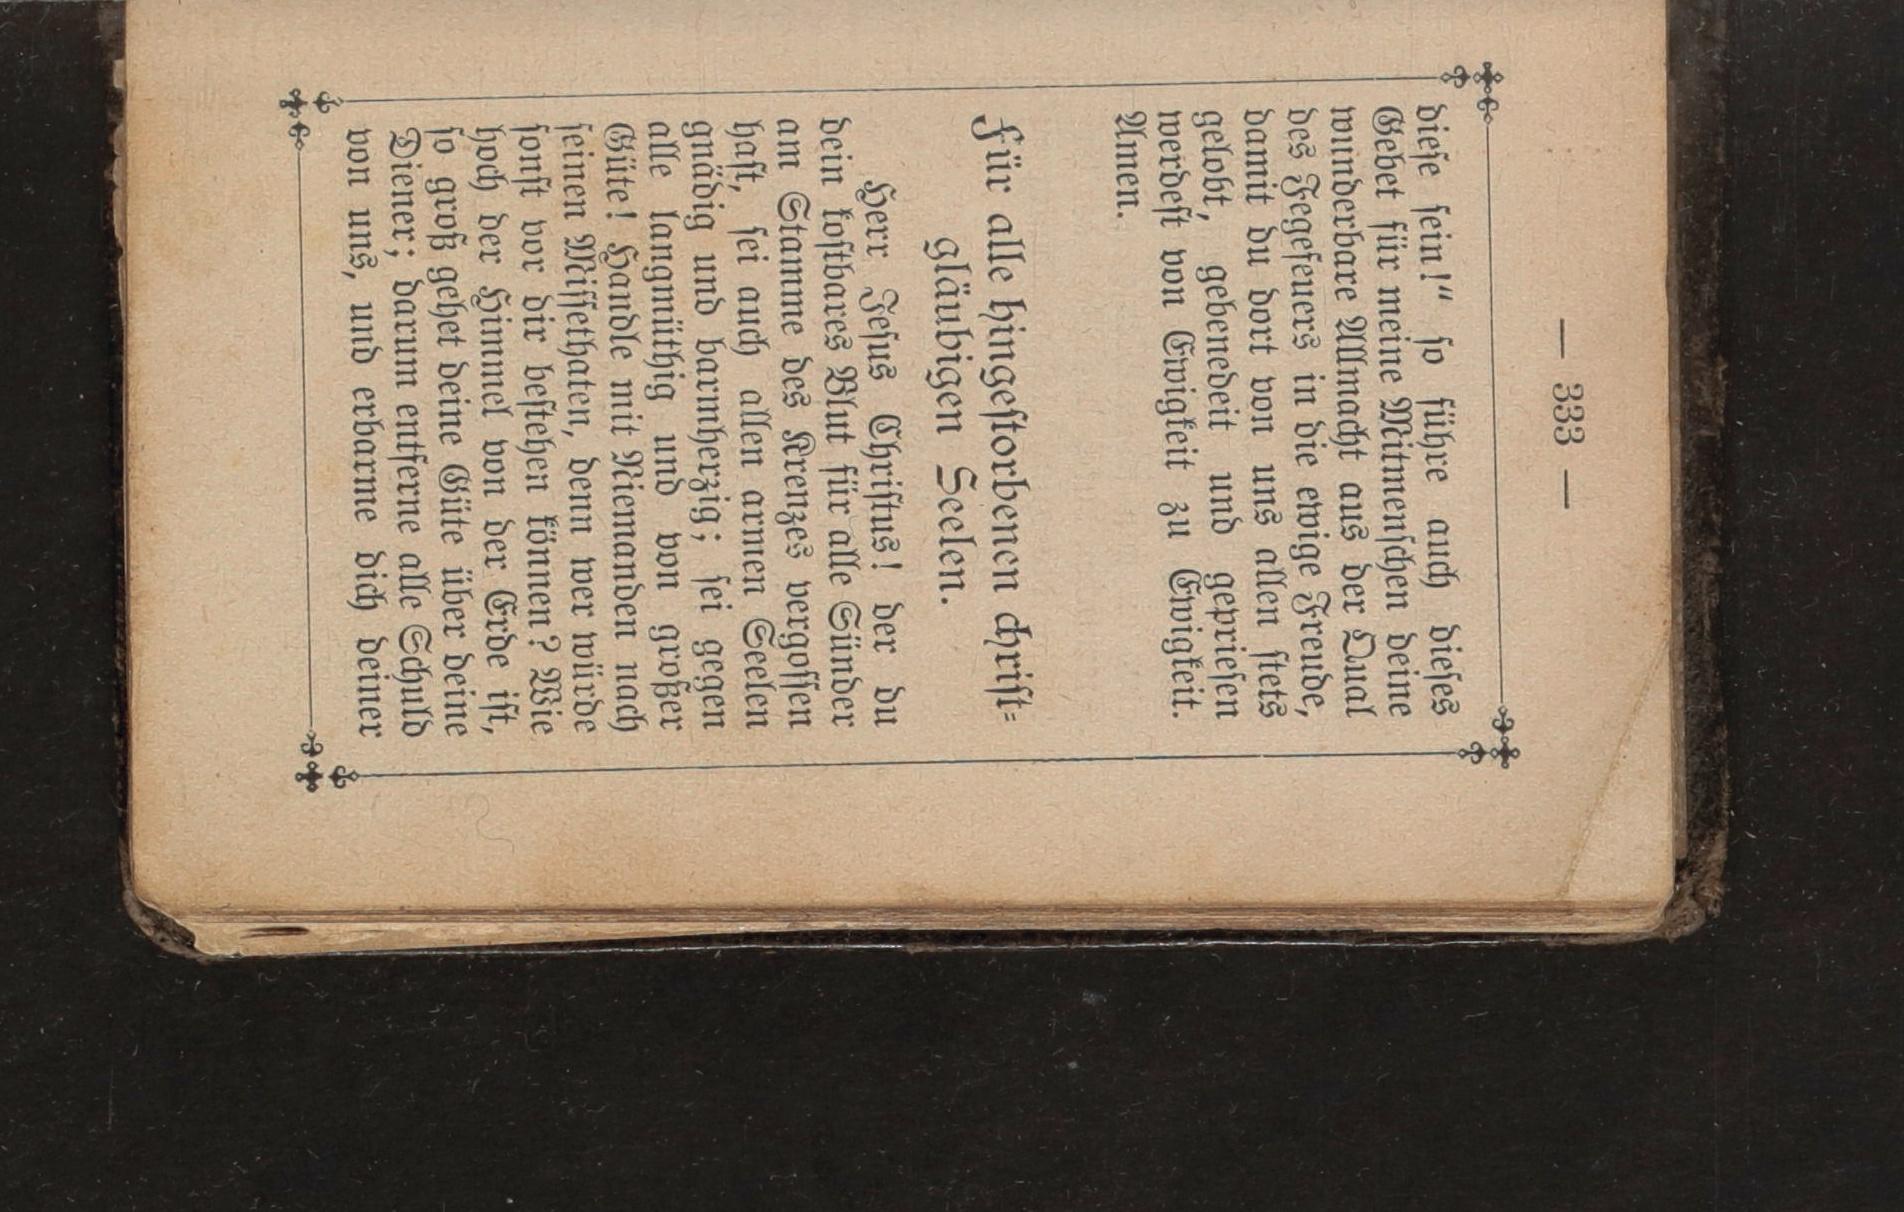 — 333 —
dieſe ſein!“ ſo führe auch dieſes
Gebet für meine Mitmenſchen deine
wunderbare Allmacht aus der Qual
des Fegefeuers in die ewige Freude,
damit du dort von uns allen ſtets
gelobt, gebenedeit und geprieſen
werdeſt von Ewigkeit zu Ewigkeit.
Amen.
Für alle hingeſtorbenen chriſt⸗
gläubigen Seelen.
Herr Jeſus Chriſtus! der du
dein koſtbares Blut für alle Sünder
am Stamme des Kreuzes vergoſſen
haſt, ſei auch allen armen Seelen
gnädig und barmherzig; ſei gegen
alle langmüthig und von großer
Güte! Handle mit Niemanden nach
ſeinen Miſſethaten, denn wer würde
ſonſt vor dir beſtehen können? Wie
hoch der Himmel von der Erde iſt,
ſo groß gehet deine Güte über deine
Diener; darum entferne alle Schuld
von uns, und erbarme dich deiner